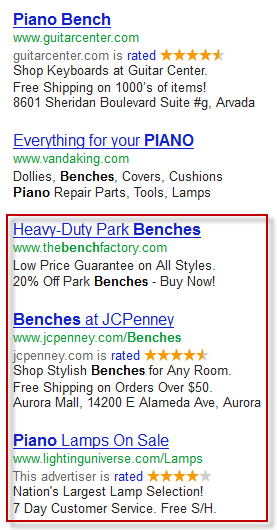 Piano Bench
www.guitarcenter.com
guitarcenter.com is rated
Shop Keyboards at Guitar Center.
Free Shipping on 1000's of items!
8601 Sheridan Boulevard Suite #g, Arvada
Everything for your PIANO
www.vandaking.com
Dollies, Benches, Covers, Cushions
Piano Repair Parts, Tools, Lamps
Heavy-Duty Park Benches
www.thebenchfactory.com
Low Price Guarantee on All Styles.
20% Off Park Benches - Buy Now!
Benches at JCPenney
www.jcpenney.com/Benches
jcpenney.com is rated
Shop Stylish Benches for Any Room.
Free Shipping on Orders Over $50.
Aurora Mall, 14200 E Alameda Ave, Aurora
Piano Lamps On Sale
www.lightinguniverse.com/Lamps
This advertiser is rated
Nation's Largest Lamp Selection!
7 Day Customer Service. Free S/H.